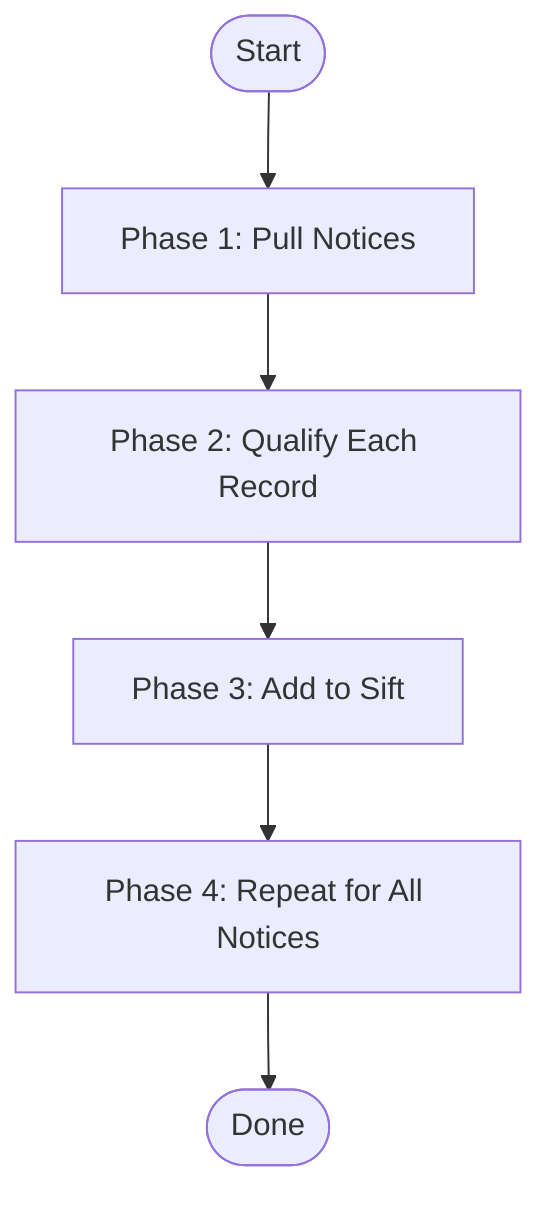 Start
Phase 1: Pull Notices
Phase 2: Qualify Each
Record
Phase 3: Add to Sift
Phase 4: Repeat for All
Notices
Done